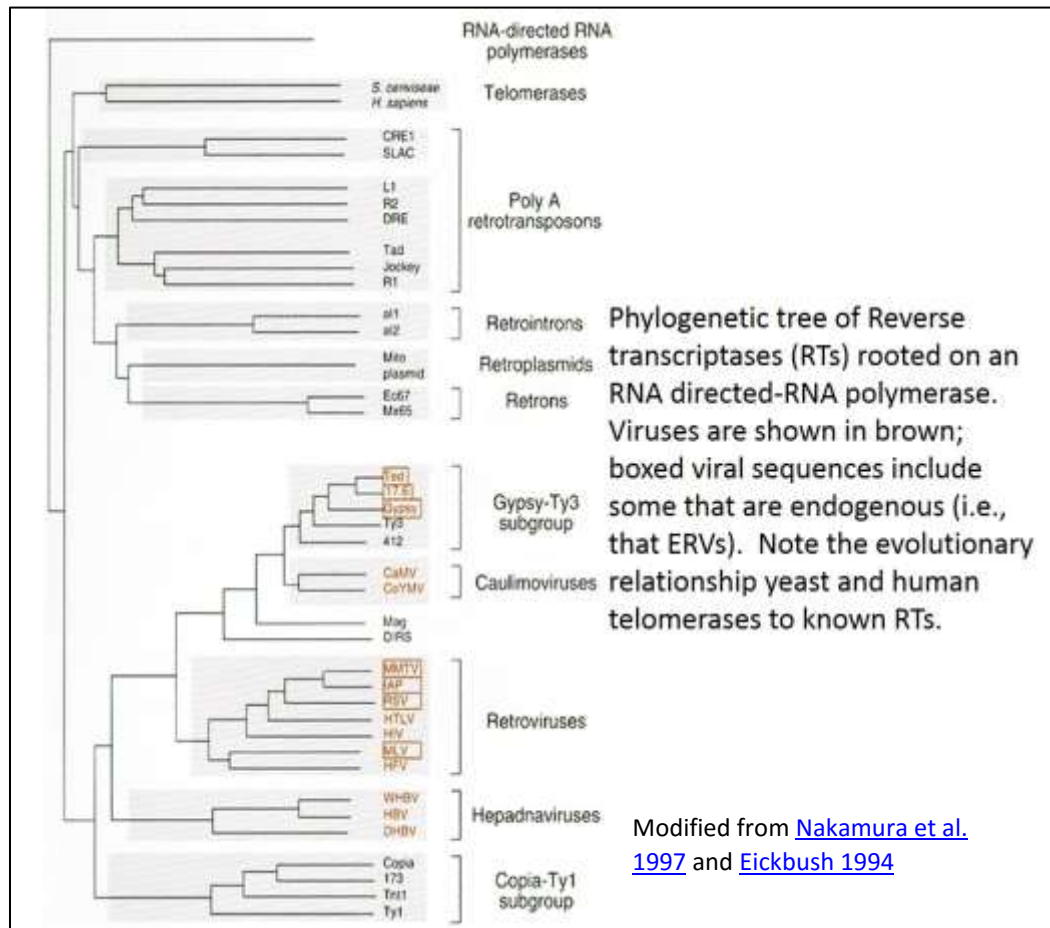 RNA-directed RNA
polymerases
S. cerviseae
H. sapiens
Telomerases
CRE1
SLAC
L1
R2
DRE
Tad
Jockey
R1
Poly A
retrotransposons
al1
al2
Retrointrons
Mito
plasmid
Retroplasmids
Ec67
Mx65
Retrons
Phylogenetic tree of Reverse
transcriptases (RTs) rooted on an
RNA directed-RNA polymerase.
Viruses are shown in brown;
boxed viral sequences include
some that are endogenous (i.e.,
that ERVs). Note the evolutionary
relationship yeast and human
telomerases to known RTs.
Ted
17.6
Gypsy
Ty3
412
Gypsy-Ty3
subgroup
CaMV
CoYMV
Caulimoviruses
Mag
DIRS
MMTV
IAP
RSV
HTLV
HIV
MLV
HFV
Retroviruses
WHBV
HBV
DHBV
Hepadnaviruses
Copia
173
Tnt1
Ty1
Copia-Ty1
subgroup
Modified from Nakamura et al.
1997 and Eickbush 1994